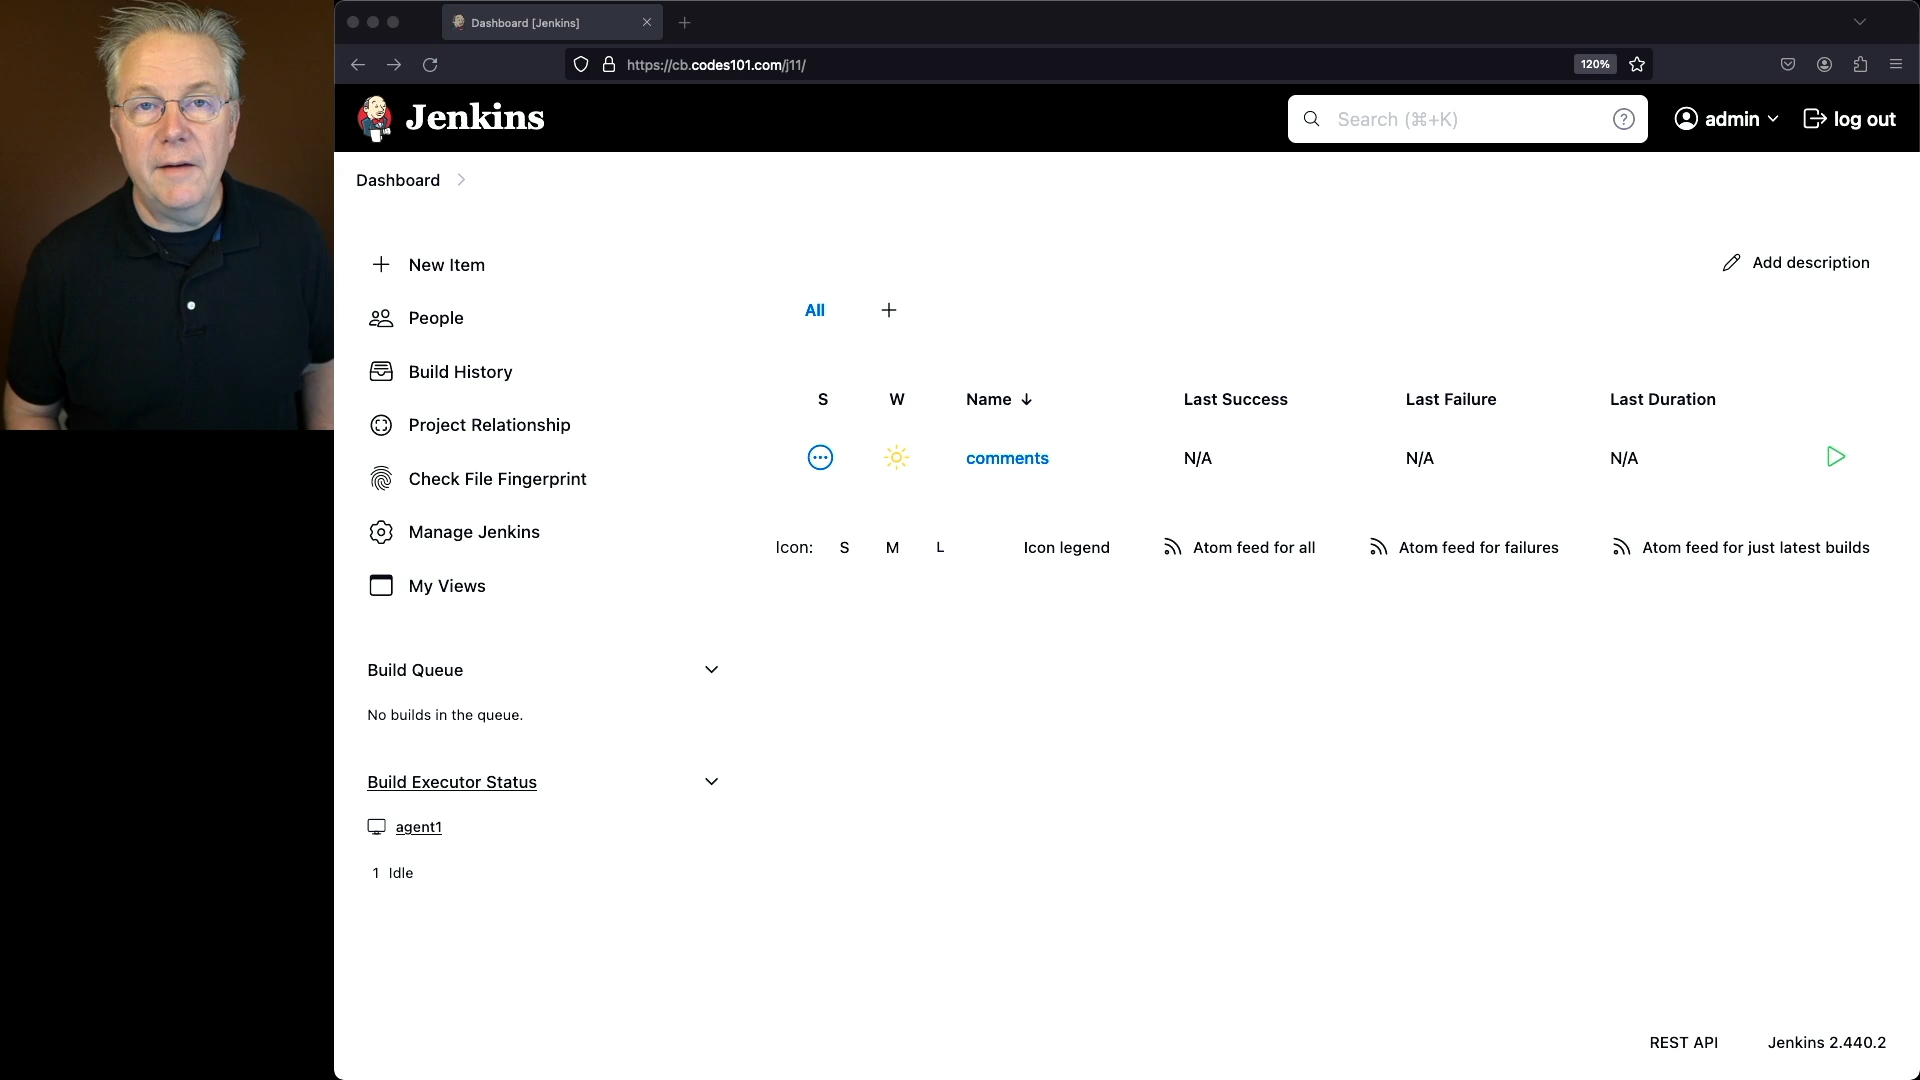 Dashboard [Jenkins]
https://cb.codes101.com/j11/
120%
Jenkins
Search (⌘+K)
?
admin
log out
Dashboard
New Item
People
Build History
Project Relationship
Check File Fingerprint
Manage Jenkins
My Views
Build Queue
No builds in the queue.
Build Executor Status
agent1
1 Idle
Add description
All
S W Name ↓ Last Success Last Failure Last Duration
comments N/A N/A N/A
Icon: S M L Icon legend Atom feed for all Atom feed for failures Atom feed for just latest builds
REST API Jenkins 2.440.2